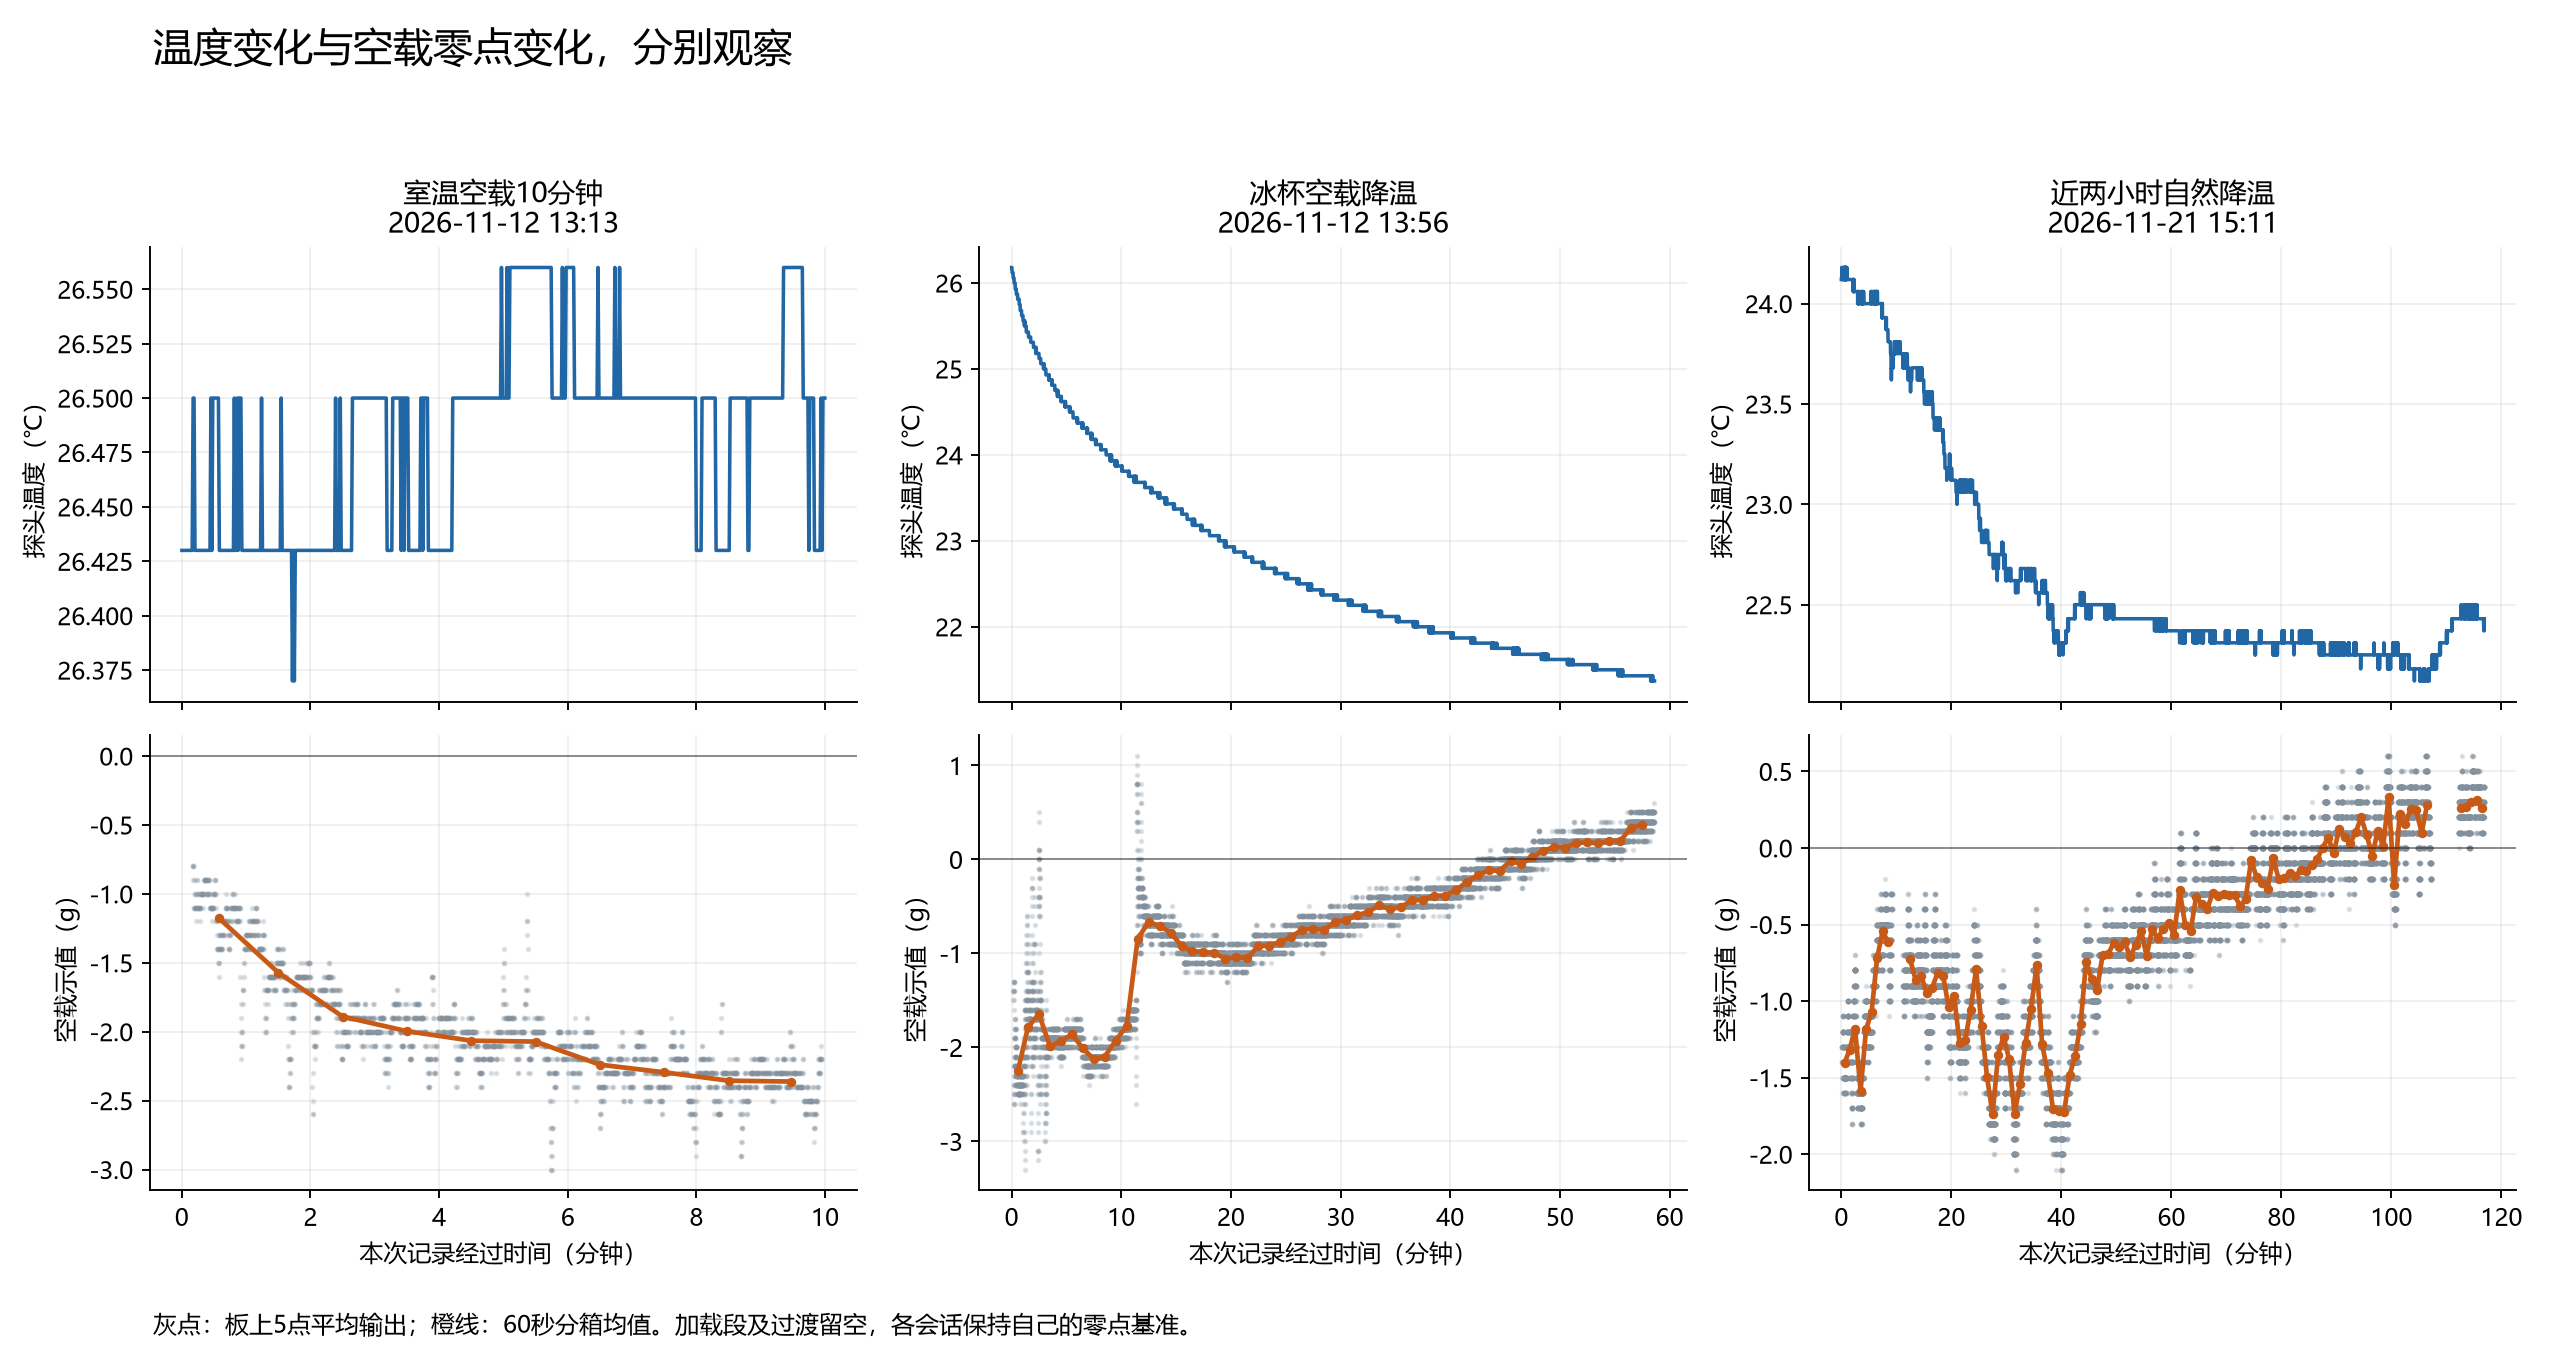 温度变化与空载零点变化，分别观察
室温空载10分钟
2026-11-12 13:13
冰杯空载降温
2026-11-12 13:56
近两小时自然降温
2026-11-21 15:11
探头温度（℃）
26.550
26.525
26.500
26.475
26.450
26.425
26.400
26.375
探头温度（℃）
26
25
24
23
22
探头温度（℃）
24.0
23.5
23.0
22.5
空载示值（g）
0.0
-0.5
-1.0
-1.5
-2.0
-2.5
-3.0
0 2 4 6 8 10
本次记录经过时间（分钟）
空载示值（g）
1
0
-1
-2
-3
0 10 20 30 40 50 60
本次记录经过时间（分钟）
空载示值（g）
0.5
0.0
-0.5
-1.0
-1.5
-2.0
0 20 40 60 80 100 120
本次记录经过时间（分钟）
灰点：板上5点平均输出；橙线：60秒分箱均值。加载段及过渡留空，各会话保持自己的零点基准。